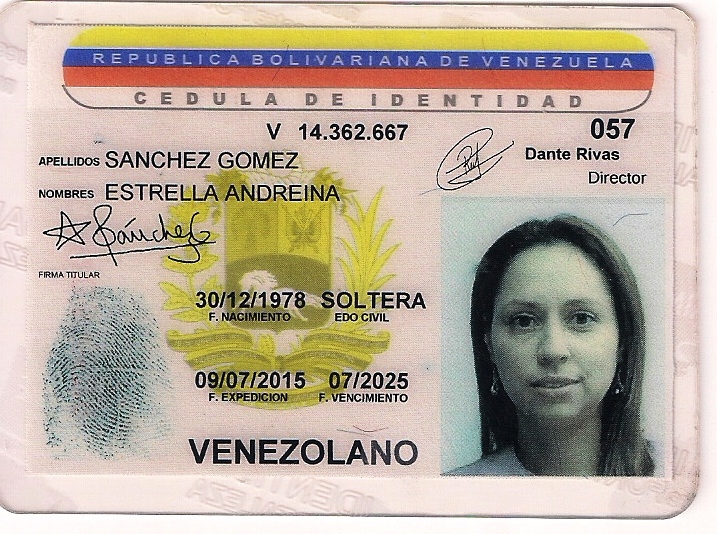 REPUBLICA BOLIVARIANA DE VENEZUELA
CEDULA DE IDENTIDAD
V 14.362.667
057
APELLIDOS SANCHEZ GOMEZ
Dante Rivas
Director
NOMBRES ESTRELLA ANDREINA
FIRMA TITULAR
30/12/1978 SOLTERA
F. NACIMIENTO EDO CIVIL
09/07/2015 07/2025
F. EXPEDICION F. VENCIMIENTO
VENEZOLANO